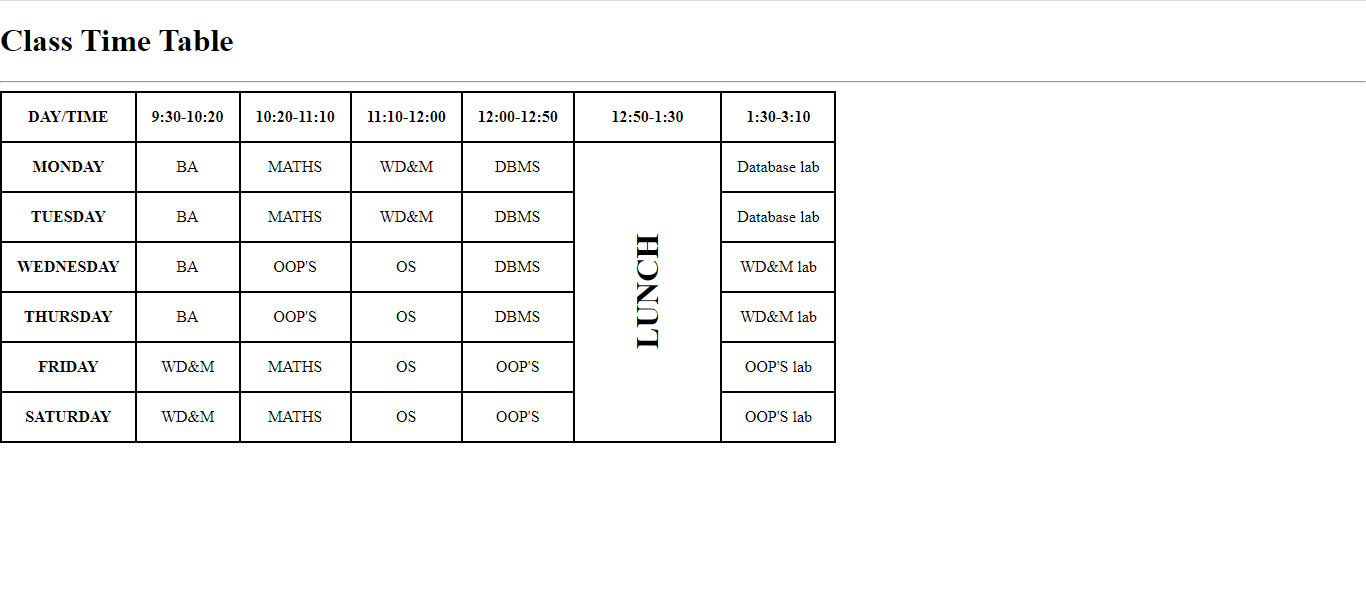 Class Time Table
DAY/TIME 9:30-10:20 10:20-11:10 11:10-12:00 12:00-12:50 12:50-1:30 1:30-3:10
MONDAY BA MATHS WD&M DBMS LUNCH Database lab
TUESDAY BA MATHS WD&M DBMS Database lab
WEDNESDAY BA OOP'S OS DBMS WD&M lab
THURSDAY BA OOP'S OS DBMS WD&M lab
FRIDAY WD&M MATHS OS OOP'S OOP'S lab
SATURDAY WD&M MATHS OS OOP'S OOP'S lab